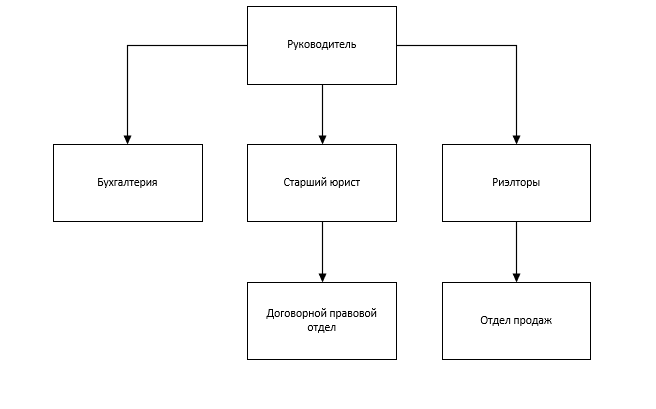 Руководитель
Бухгалтерия
Старший юрист
Риэлторы
Договорной правовой
отдел
Отдел продаж